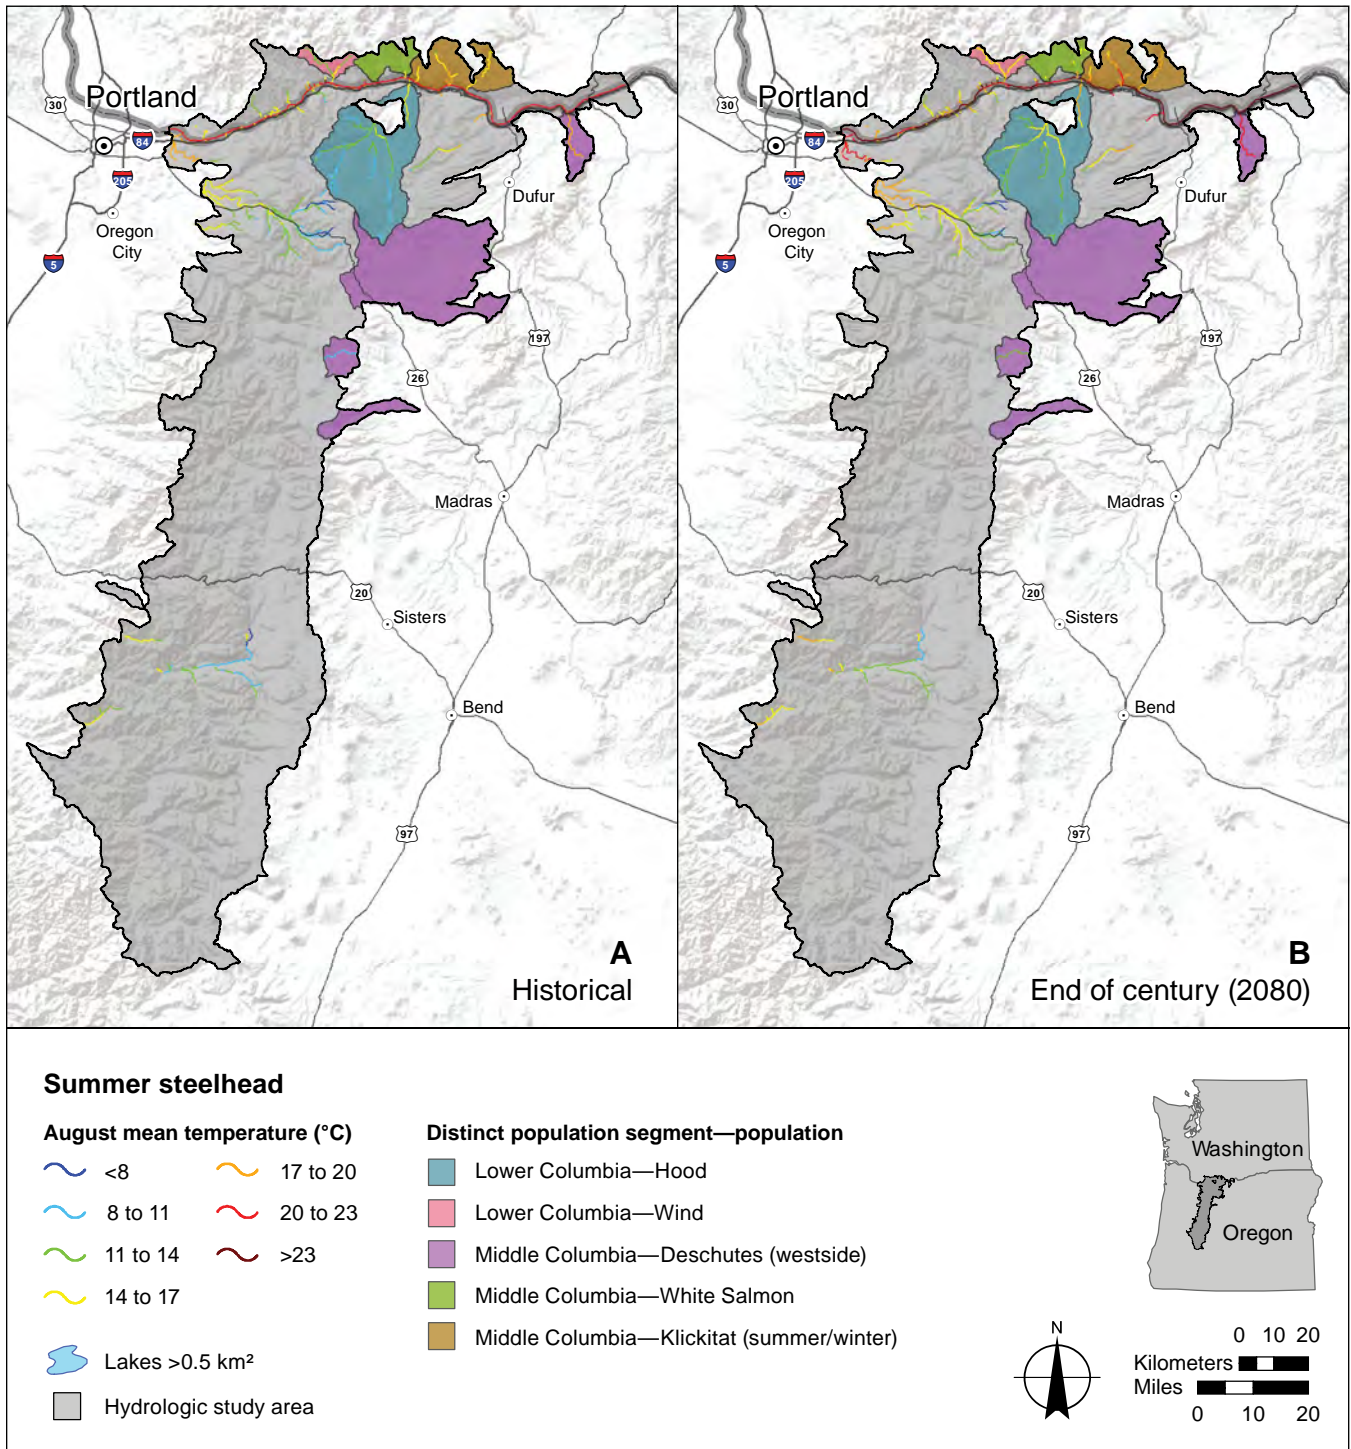 30
Portland
84
205
Oregon
City
5
Dufur
197
26
Madras
20
Sisters
Bend
97
A
Historical
30
Portland
84
205
Oregon
City
5
Dufur
197
26
Madras
20
Sisters
Bend
97
B
End of century (2080)
Summer steelhead
August mean temperature (°C)
<8
8 to 11
11 to 14
14 to 17
17 to 20
20 to 23
>23
Lakes >0.5 km²
Hydrologic study area
Distinct population segment—population
Lower Columbia—Hood
Lower Columbia—Wind
Middle Columbia—Deschutes (westside)
Middle Columbia—White Salmon
Middle Columbia—Klickitat (summer/winter)
Washington
Oregon
N
0 10 20
Kilometers
Miles
0 10 20